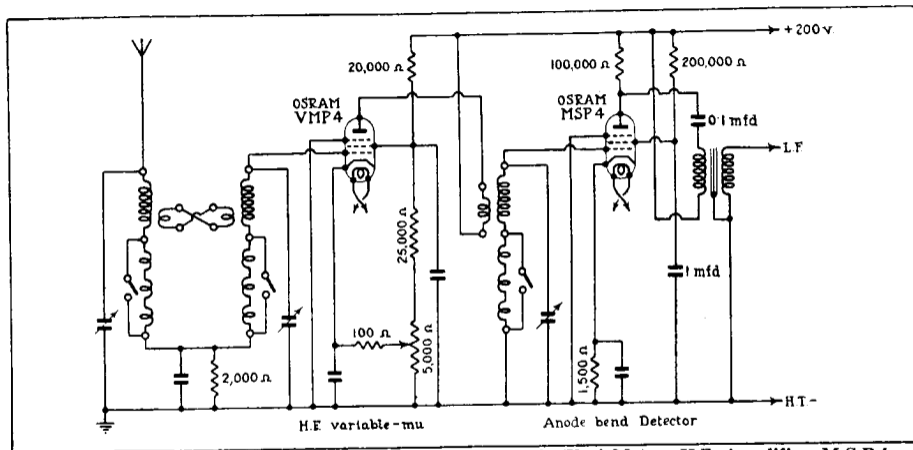 +200v.
20,000 Ω
100,000 Ω
200,000 Ω
OSRAM
VMP4
OSRAM
MSP4
0·1 mfd
L.F.
25,000 Ω
1 mfd
100 Ω
5,000 Ω
2,000 Ω
1,500 Ω
H.T.-
H.F. variable-mu
Anode bend Detector